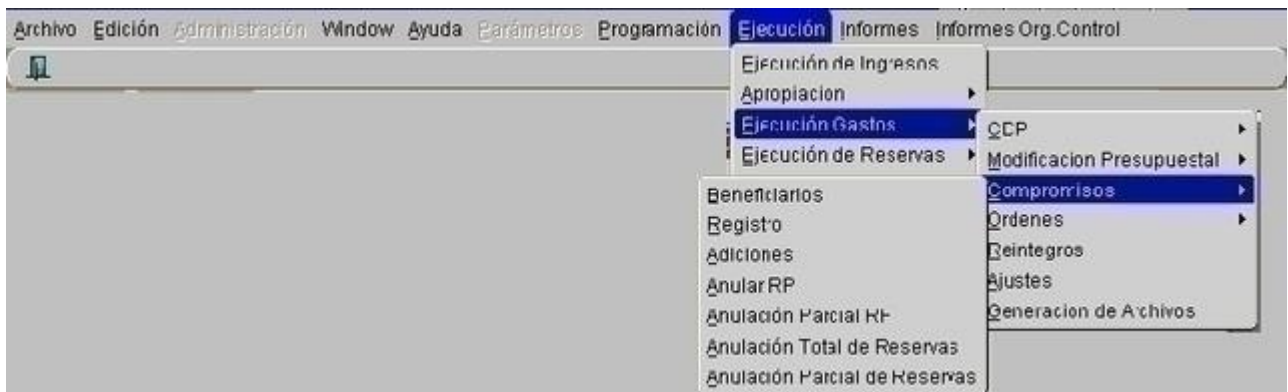 Archivo Edición Administración Window Ayuda Parámetros Programación Ejecución Informes Informes Org.Control
Ejecución de Ingresos
Apropiacion
Ejecución Gastos
Ejecución de Reservas
CDP
Modificacion Presupuestal
Compromisos
Ordenes
Reintegros
Ajustes
Generacion de Archivos
Beneficiarios
Registro
Adiciones
Anular RP
Anulación Parcial RP
Anulación Total de Reservas
Anulación Parcial de Reservas